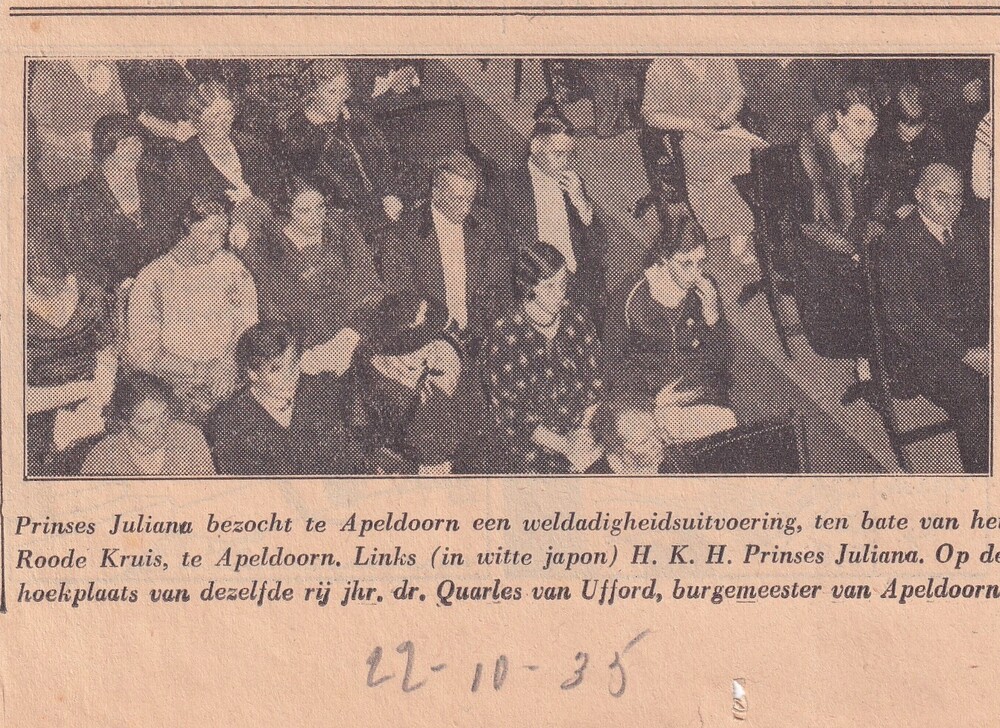 Prinses Juliana bezocht te Apeldoorn een weldadigheidsuitvoering, ten bate van he
Roode Kruis, te Apeldoorn. Links (in witte japon) H. K. H. Prinses Juliana. Op de
hoekplaats van dezelfde rij jhr. dr. Quarles van Ufford, burgemeester van Apeldoorn
22-10-35